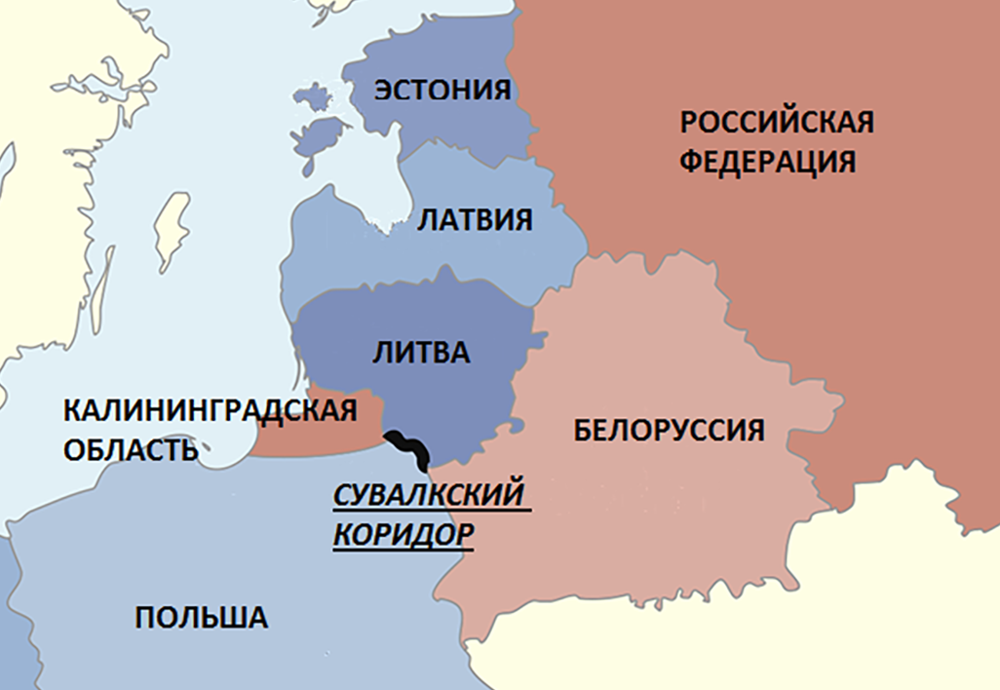 ЭСТОНИЯ
РОССИЙСКАЯ
ФЕДЕРАЦИЯ
ЛАТВИЯ
ЛИТВА
КАЛИНИНГРАДСКАЯ
ОБЛАСТЬ
БЕЛОРУССИЯ
СУВАЛКСКИЙ
КОРИДОР
ПОЛЬША